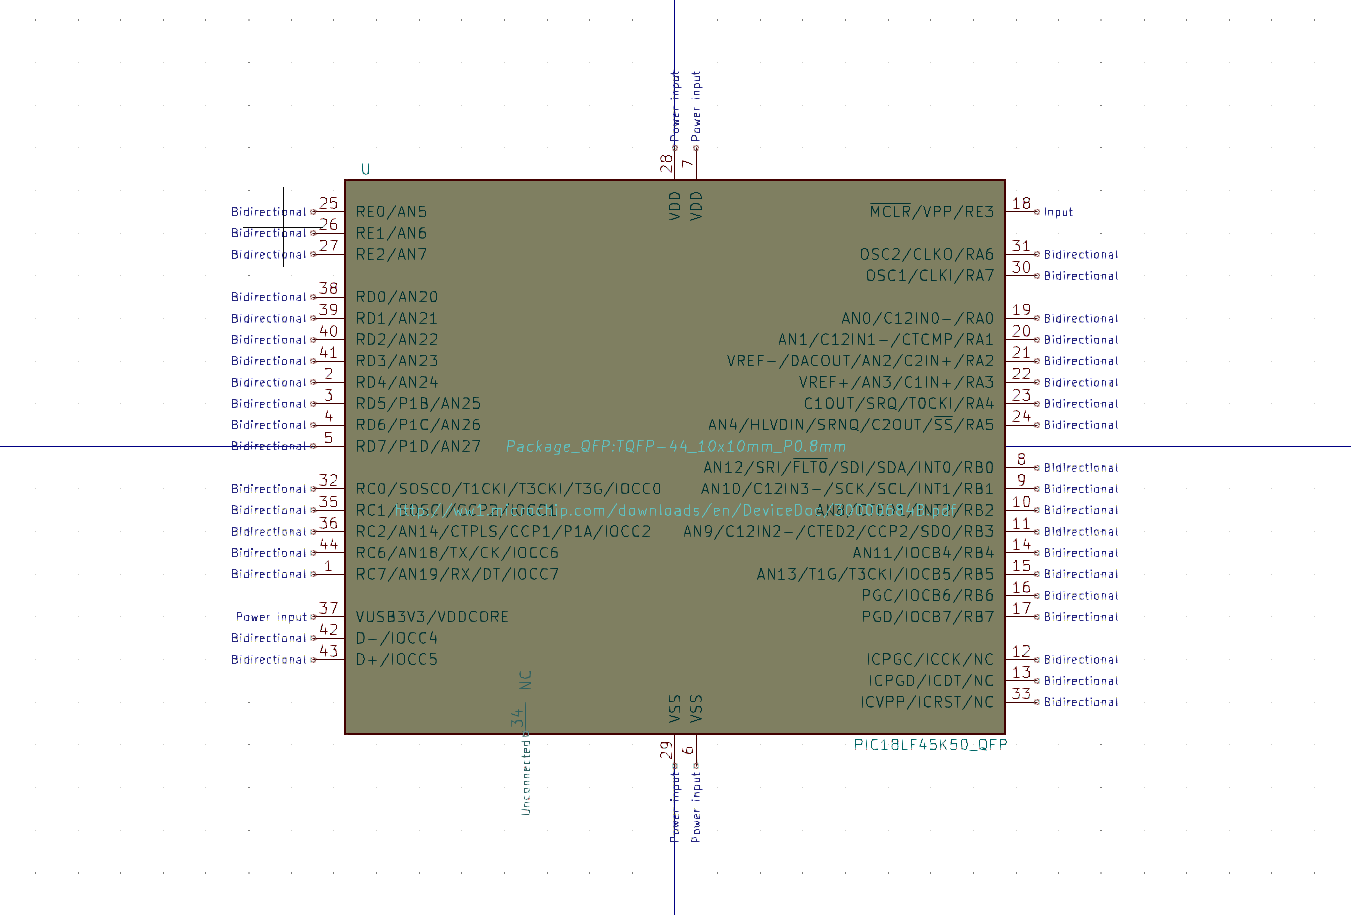 Power input
Power input
28
7
U
VDD
VDD
Bidirectional 25 RE0/AN5
MCLR/VPP/RE3 18 Input
Bidirectional 26 RE1/AN6
Bidirectional 27 RE2/AN7
OSC2/CLKO/RA6 31 Bidirectional
OSC1/CLKI/RA7 30 Bidirectional
Bidirectional 38 RD0/AN20
Bidirectional 39 RD1/AN21
AN0/C12IN0-/RA0 19 Bidirectional
Bidirectional 40 RD2/AN22
AN1/C12IN1-/CTCMP/RA1 20 Bidirectional
Bidirectional 41 RD3/AN23
VREF-/DACOUT/AN2/C2IN+/RA2 21 Bidirectional
Bidirectional 2 RD4/AN24
VREF+/AN3/C1IN+/RA3 22 Bidirectional
Bidirectional 3 RD5/P1B/AN25
C1OUT/SRQ/T0CKI/RA4 23 Bidirectional
Bidirectional 4 RD6/P1C/AN26
AN4/HLVDIN/SRNQ/C2OUT/SS/RA5 24 Bidirectional
Bidirectional 5 RD7/P1D/AN27
Package_QFP:TQFP-44_10x10mm_P0.8mm
AN12/SRI/FLT0/SDI/SDA/INT0/RB0 8 Bidirectional
Bidirectional 32 RC0/SOSCO/T1CKI/T3CKI/T3G/IOCC0
AN10/C12IN3-/SCK/SCL/INT1/RB1 9 Bidirectional
Bidirectional 35
http://ww1.microchip.com/downloads/en/DeviceDoc/
RB2 10 Bidirectional
Bidirectional 36 RC2/AN14/CTPLS/CCP1/P1A/IOCC2
AN9/C12IN2-/CTED2/CCP2/SDO/RB3 11 Bidirectional
Bidirectional 44 RC6/AN18/TX/CK/IOCC6
AN11/IOCB4/RB4 14 Bidirectional
Bidirectional 1 RC7/AN19/RX/DT/IOCC7
AN13/T1G/T3CKI/IOCB5/RB5 15 Bidirectional
PGC/IOCB6/RB6 16 Bidirectional
Power input 37 VUSB3V3/VDDCORE
PGD/IOCB7/RB7 17 Bidirectional
Bidirectional 42 D-/IOCC4
Bidirectional 43 D+/IOCC5
ICPGC/ICCK/NC 12 Bidirectional
ICPGD/ICDT/NC 13 Bidirectional
ICVPP/ICRST/NC 33 Bidirectional
NC
34
Unconnected
VSS
VSS
29
6
PIC18LF45K50_QFP
Power input
Power input